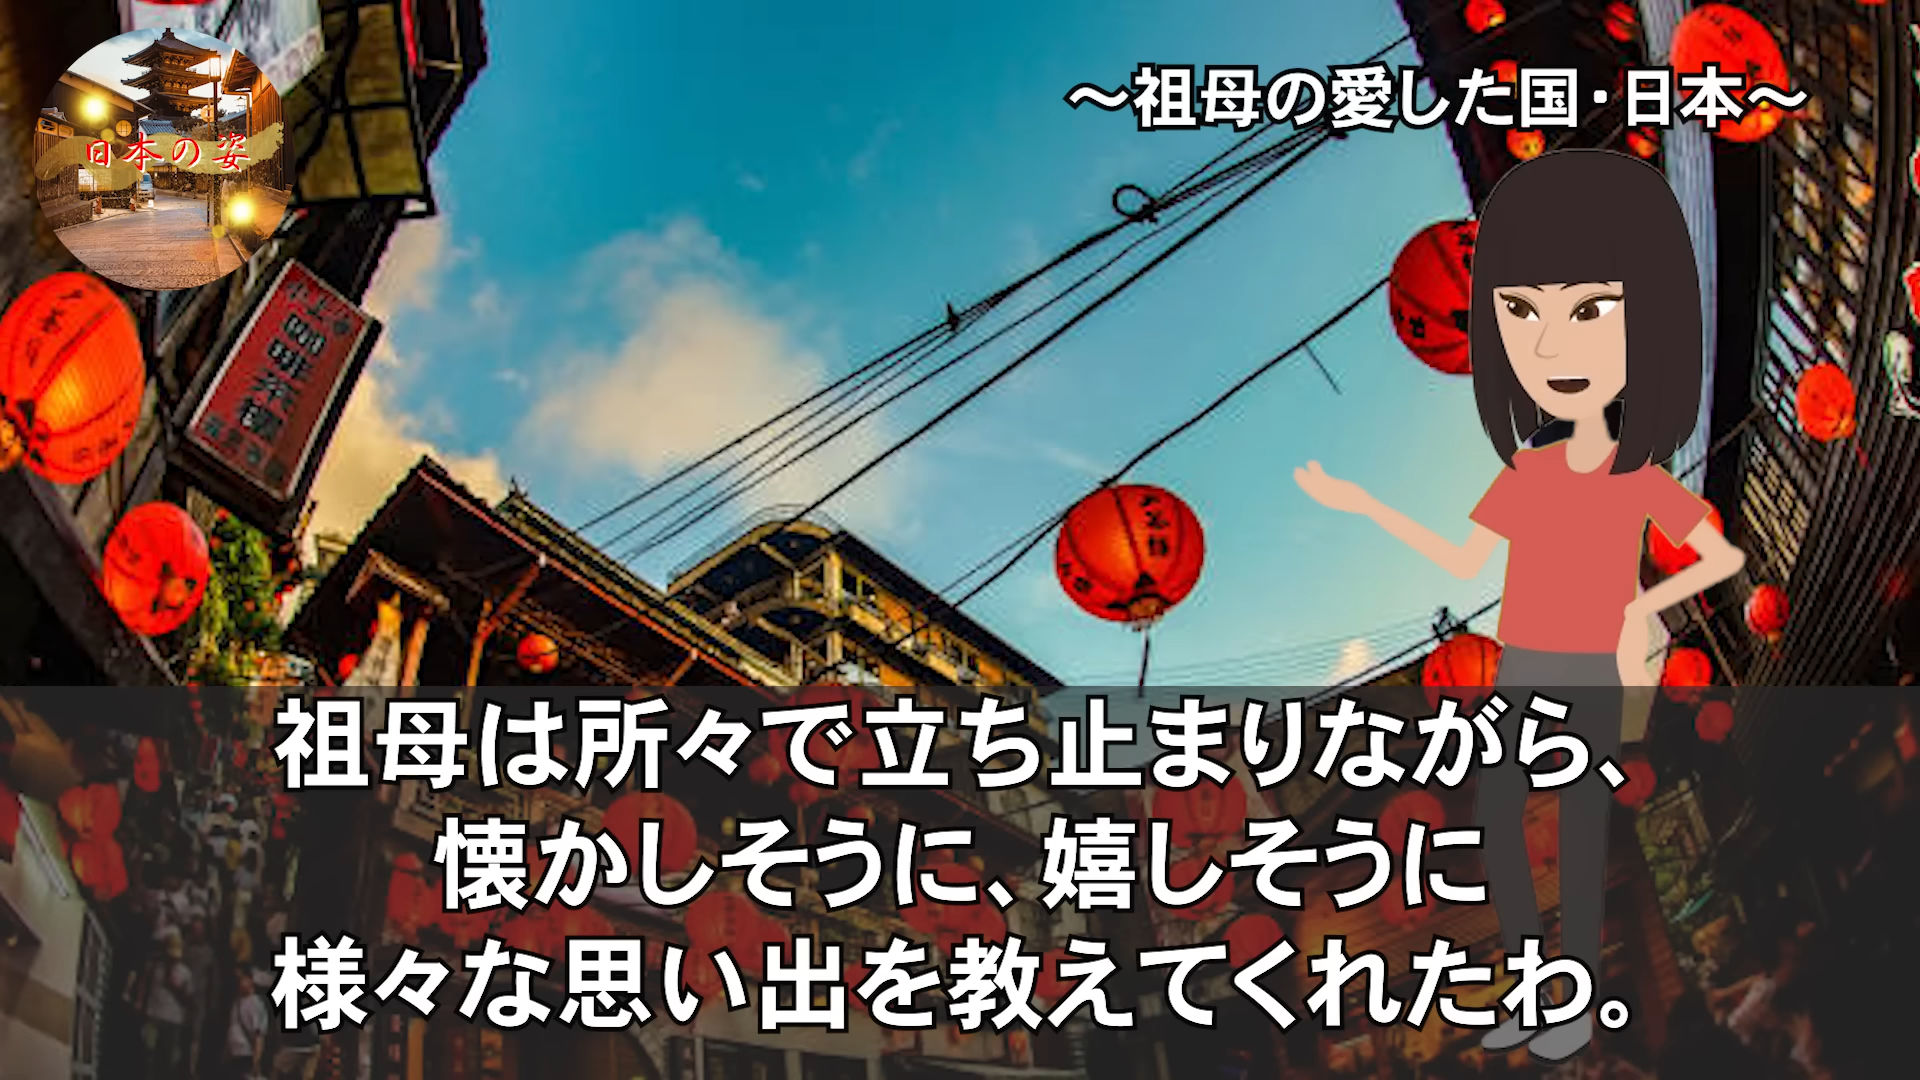 ～祖母の愛した国・日本～
日本の姿
祖母は所々で立ち止まりながら、
懐かしそうに、嬉しそうに
様々な思い出を教えてくれたわ。